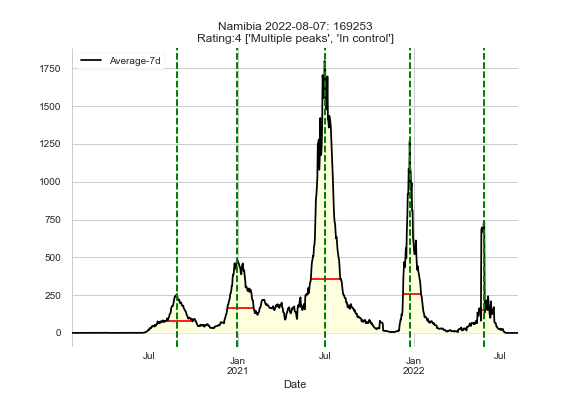 Namibia 2022-08-07: 169253
Rating:4 ['Multiple peaks', 'In control']
Average-7d
1750
1500
1250
1000
750
500
250
0
Jul
Jan
2021
Jul
Jan
2022
Jul
Date